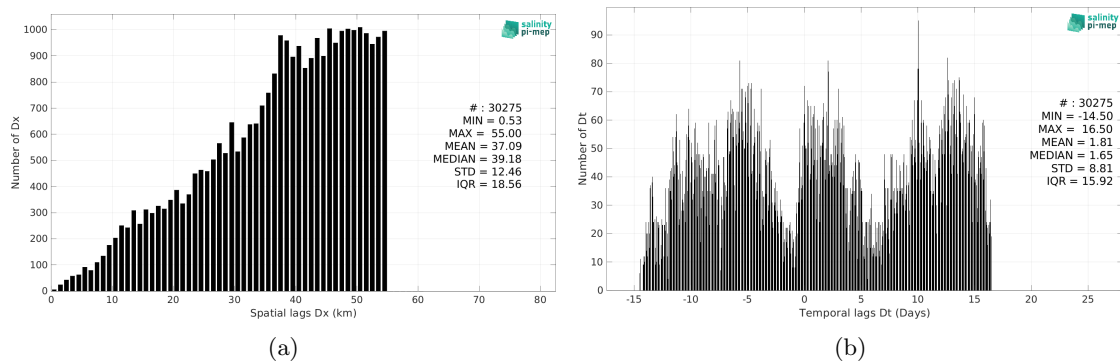 salinity
pi-mep
1000
900
800
700
600
500
400
300
200
100
0
Number of Dx
# : 30275
MIN = 0.53
MAX = 55.00
MEAN = 37.09
MEDIAN = 39.18
STD = 12.46
IQR = 18.56
0 10 20 30 40 50 60 70 80
Spatial lags Dx (km)
(a)
salinity
pi-mep
90
80
70
60
50
40
30
20
10
0
Number of Dt
# : 30275
MIN = -14.50
MAX = 16.50
MEAN = 1.81
MEDIAN = 1.65
STD = 8.81
IQR = 15.92
-15 -10 -5 0 5 10 15 20 25
Temporal lags Dt (Days)
(b)